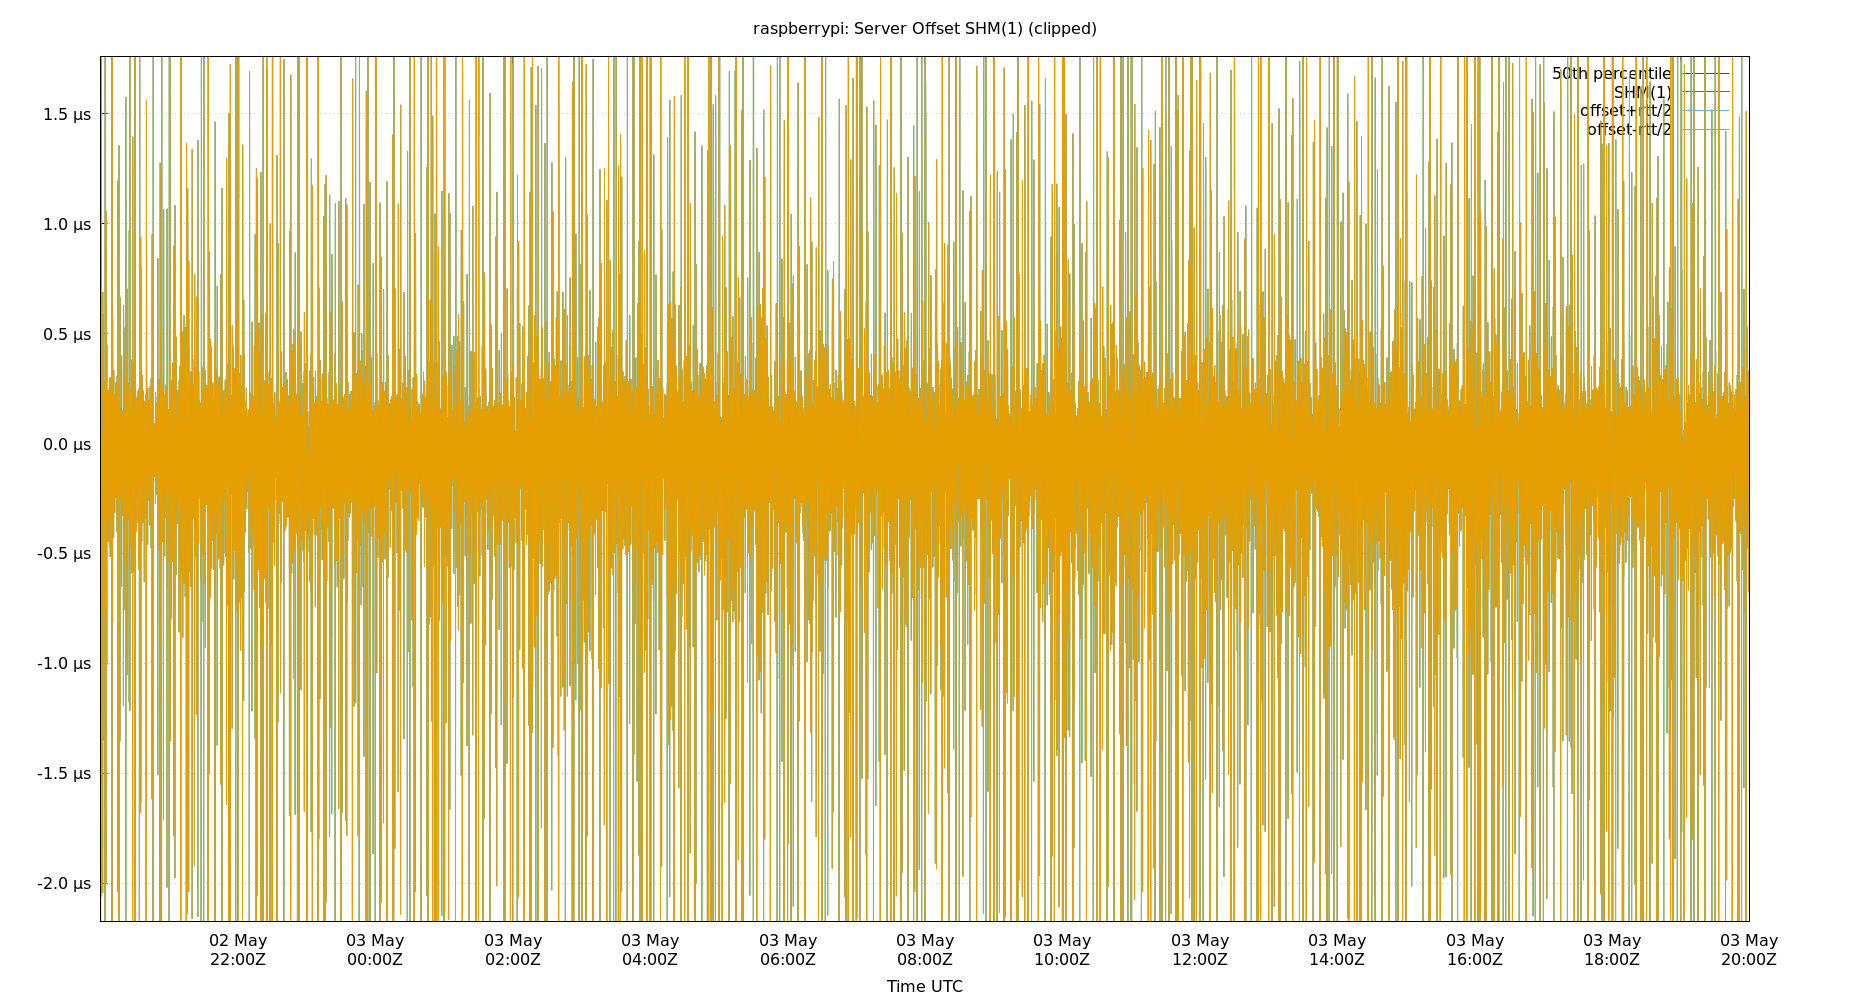 raspberrypi: Server Offset SHM(1) (clipped)
50th percentile
SHM(1)
offset+rtt/2
offset-rtt/2
1.5 µs
1.0 µs
0.5 µs
0.0 µs
-0.5 µs
-1.0 µs
-1.5 µs
-2.0 µs
02 May 03 May 03 May 03 May 03 May 03 May 03 May 03 May 03 May 03 May 03 May 03 May
22:00Z 00:00Z 02:00Z 04:00Z 06:00Z 08:00Z 10:00Z 12:00Z 14:00Z 16:00Z 18:00Z 20:00Z
Time UTC